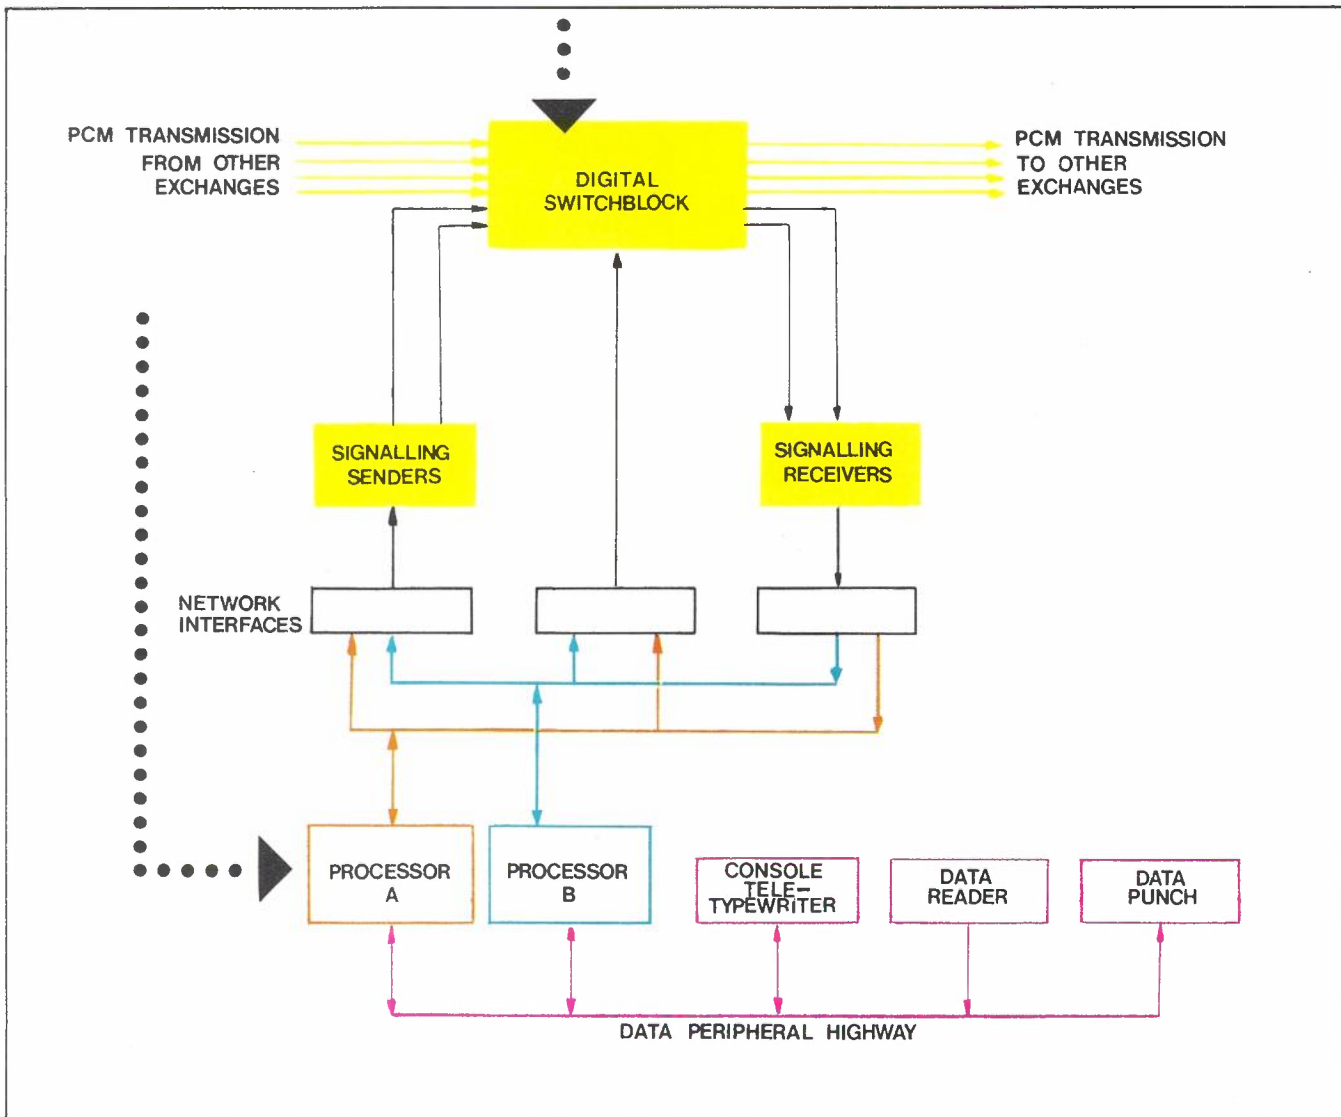 PCM TRANSMISSION
FROM OTHER
EXCHANGES
DIGITAL
SWITCHBLOCK
PCM TRANSMISSION
TO OTHER
EXCHANGES
SIGNALLING
SENDERS
SIGNALLING
RECEIVERS
NETWORK
INTERFACES
PROCESSOR
A
PROCESSOR
B
CONSOLE
TELE-
TYPEWRITER
DATA
READER
DATA
PUNCH
DATA PERIPHERAL HIGHWAY